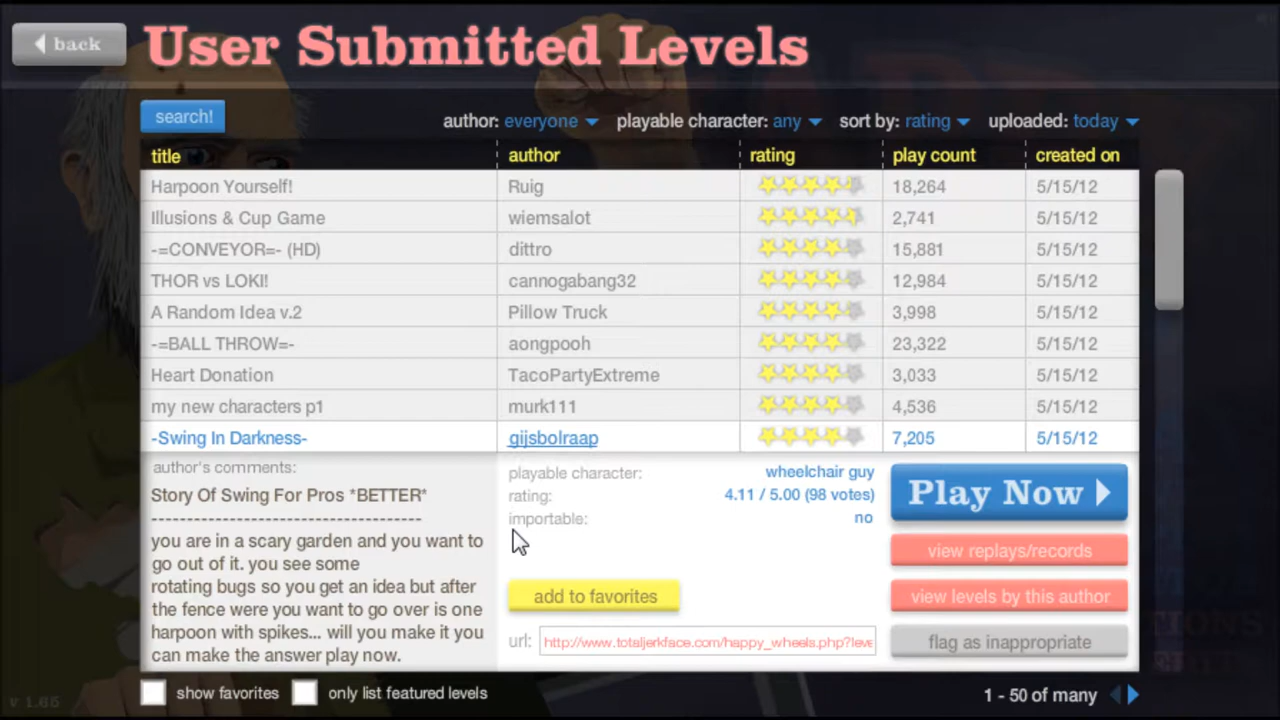 back
User Submitted Levels
search!
author: everyone playable character: any sort by: rating uploaded: today
title author rating play count created on
Harpoon Yourself! Ruig 18,264 5/15/12
Illusions & Cup Game wiemsalot 2,741 5/15/12
-=CONVEYOR=- (HD) dittro 15,881 5/15/12
THOR vs LOKI! cannogabang32 12,984 5/15/12
A Random Idea v.2 Pillow Truck 3,998 5/15/12
-=BALL THROW=- aongpooh 23,322 5/15/12
Heart Donation TacoPartyExtreme 3,033 5/15/12
my new characters p1 murk111 4,536 5/15/12
-Swing In Darkness- gijsbolraap 7,205 5/15/12
author's comments:
Story Of Swing For Pros *BETTER*
--------------------------------------
you are in a scary garden and you want to
go out of it. you see some
rotating bugs so you get an idea but after
the fence were you want to go over is one
harpoon with spikes... will you make it you
can make the answer play now.
playable character: wheelchair guy
rating: 4.11 / 5.00 (98 votes)
importable: no
add to favorites
url: http://www.totaljerkface.com/happy_wheels.php?leve
Play Now
view replays/records
view levels by this author
flag as inappropriate
show favorites only list featured levels 1 - 50 of many
v 1.65